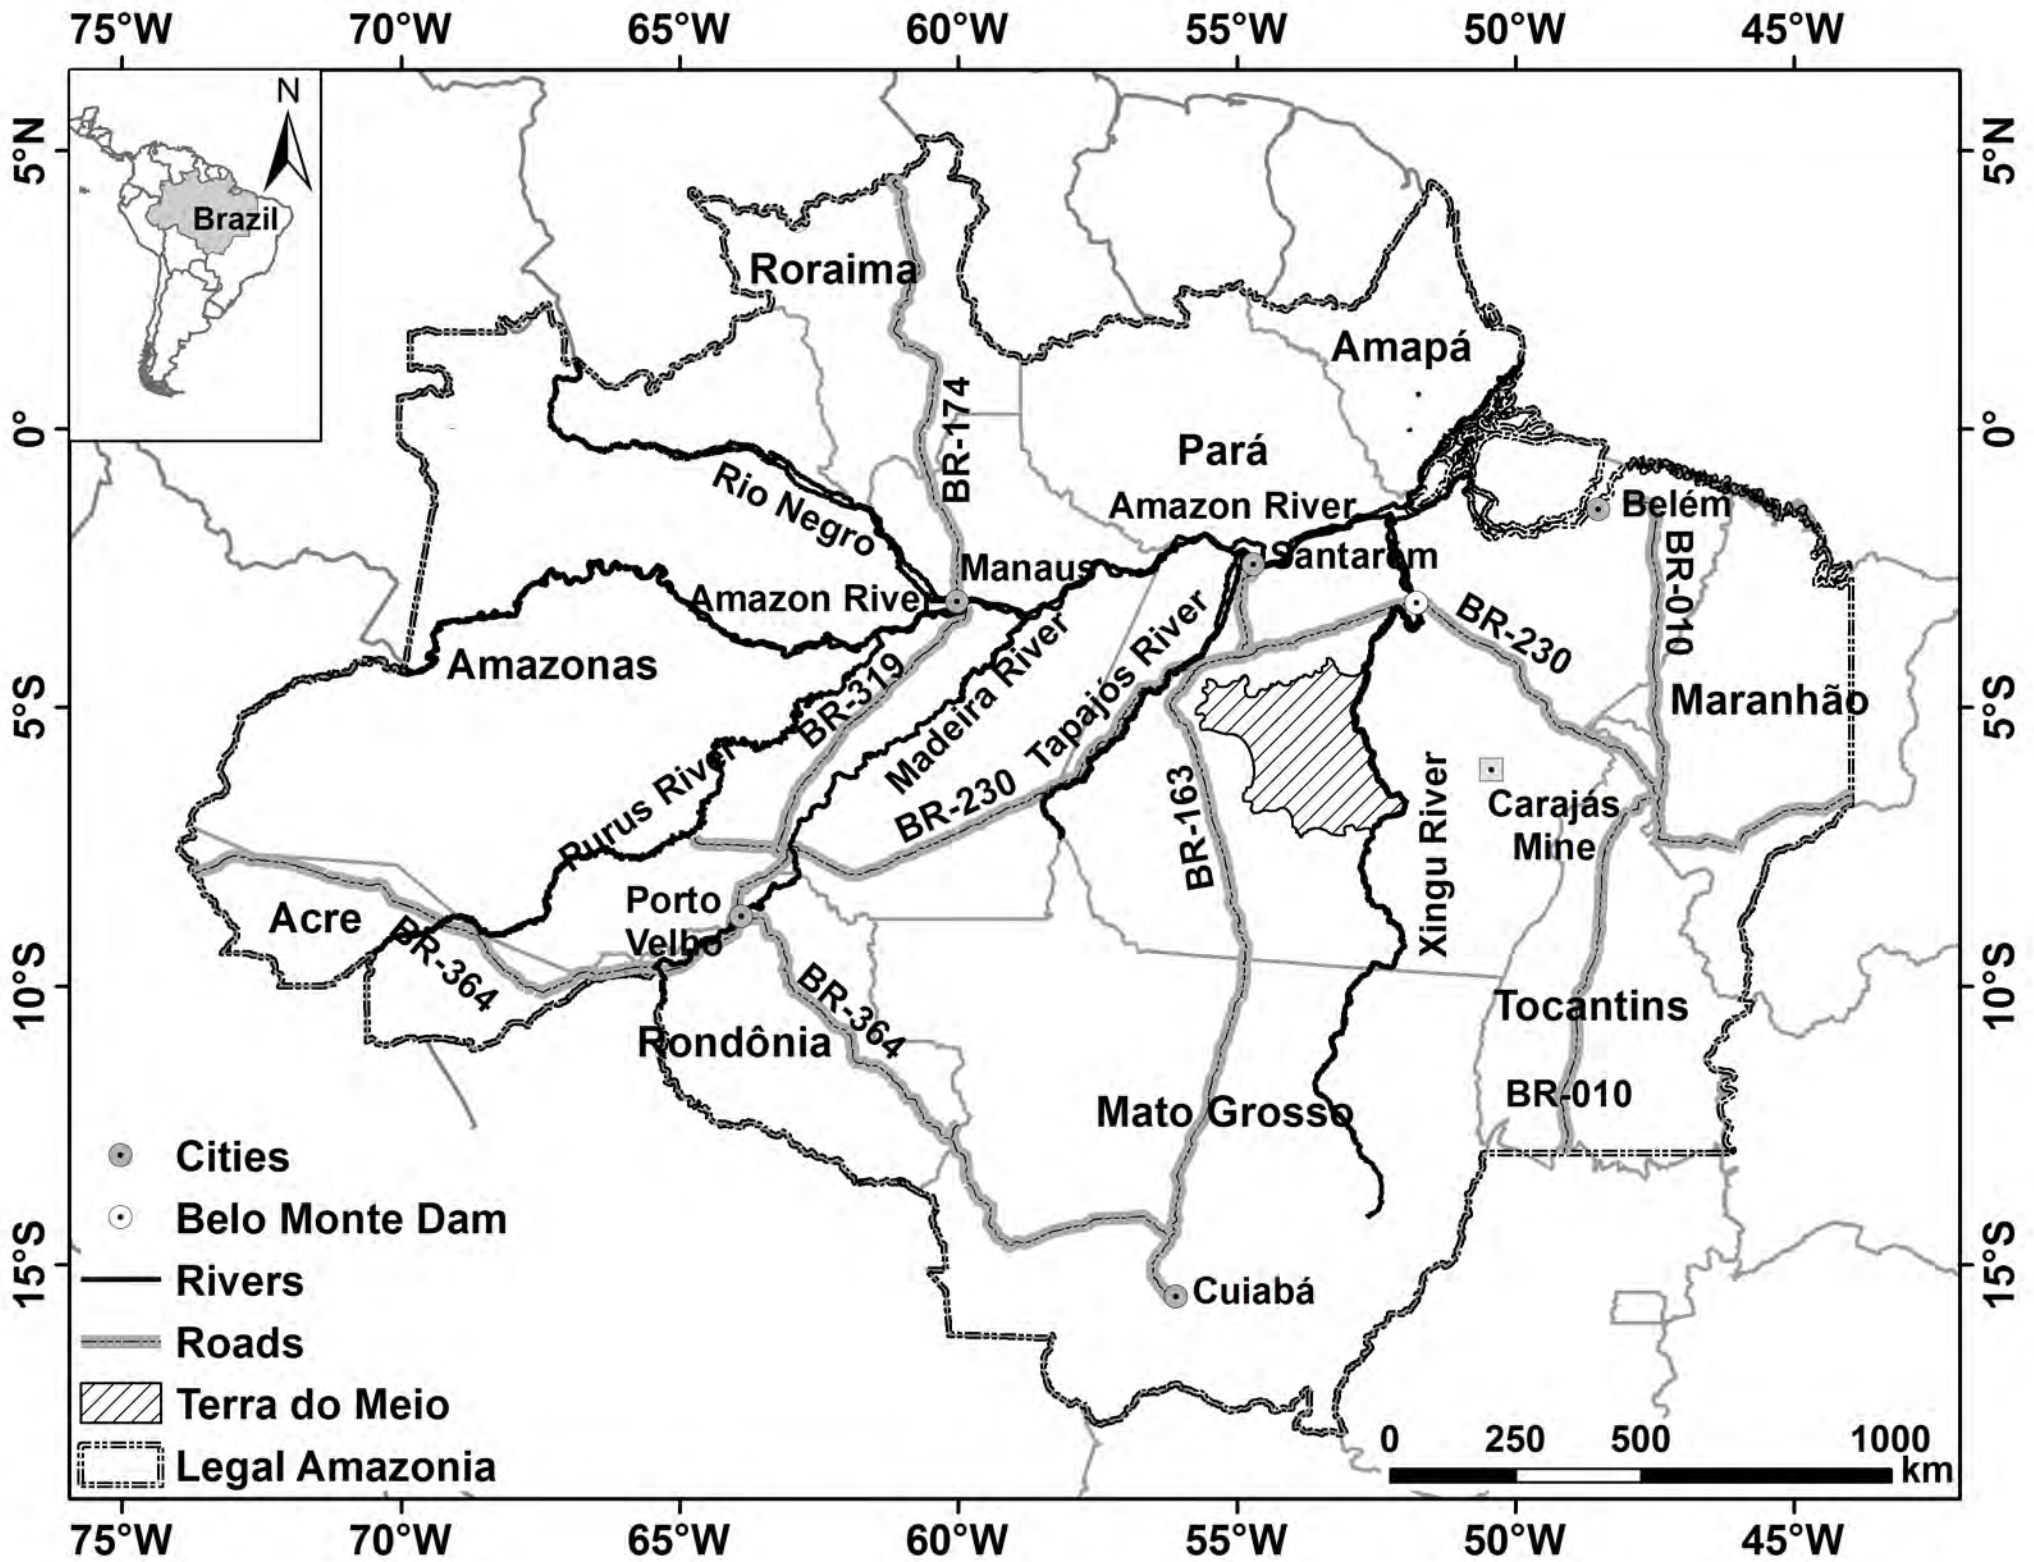 75°W 70°W 65°W 60°W 55°W 50°W 45°W
N
Brazil
5°N
5°N
Roraima
Amapá
BR-174
0°
0°
Pará
Rio Negro
Amazon River
Belém
Manaus
Santarém
Amazon River
BR-010
BR-230
Amazonas
BR-319
Madeira River
Tapajós River
5°S
Maranhão
5°S
Purus River
BR-230
BR-163
Xingu River
Carajás
Mine
Porto
Velho
Acre
BR-364
10°S
BR-364
Tocantins
10°S
Rondônia
BR-010
Mato Grosso
Cities
Belo Monte Dam
15°S
Rivers
Cuiabá
15°S
Roads
Terra do Meio
Legal Amazonia
0 250 500 1000
km
75°W 70°W 65°W 60°W 55°W 50°W 45°W